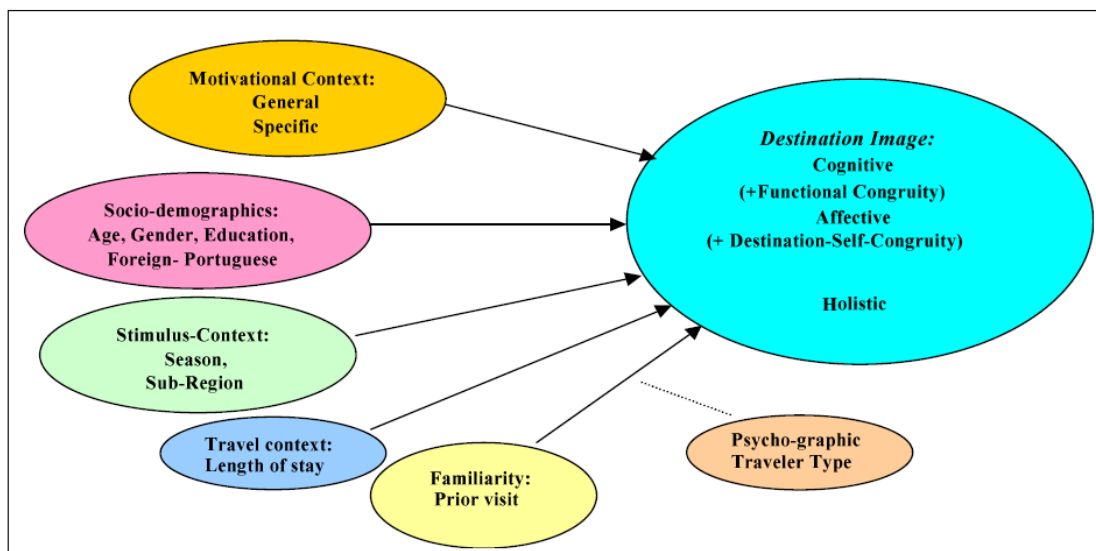 Motivational Context:
General
Specific
Destination Image:
Cognitive
(+Functional Congruity)
Affective
(+ Destination-Self-Congruity)
Holistic
Socio-demographics:
Age, Gender, Education,
Foreign- Portuguese
Stimulus-Context:
Season,
Sub-Region
Travel context:
Length of stay
Familiarity:
Prior visit
Psycho-graphic
Traveler Type